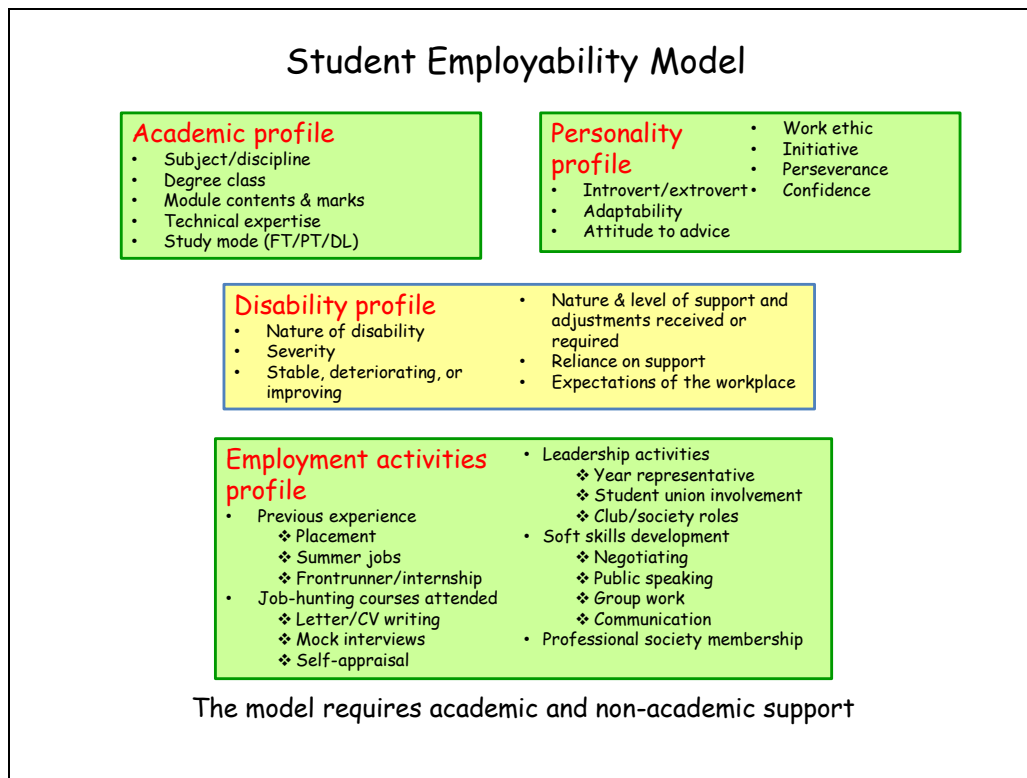 Student Employability Model
Academic profile
• Subject/discipline
• Degree class
• Module contents & marks
• Technical expertise
• Study mode (FT/PT/DL)
Personality
profile
• Introvert/extrovert
• Adaptability
• Attitude to advice
• Work ethic
• Initiative
• Perseverance
• Confidence
Disability profile
• Nature of disability
• Severity
• Stable, deteriorating, or
improving
• Nature & level of support and
adjustments received or
required
• Reliance on support
• Expectations of the workplace
Employment activities
profile
• Previous experience
❖ Placement
❖ Summer jobs
❖ Frontrunner/internship
• Job-hunting courses attended
❖ Letter/CV writing
❖ Mock interviews
❖ Self-appraisal
• Leadership activities
❖ Year representative
❖ Student union involvement
❖ Club/society roles
• Soft skills development
❖ Negotiating
❖ Public speaking
❖ Group work
❖ Communication
• Professional society membership
The model requires academic and non-academic support